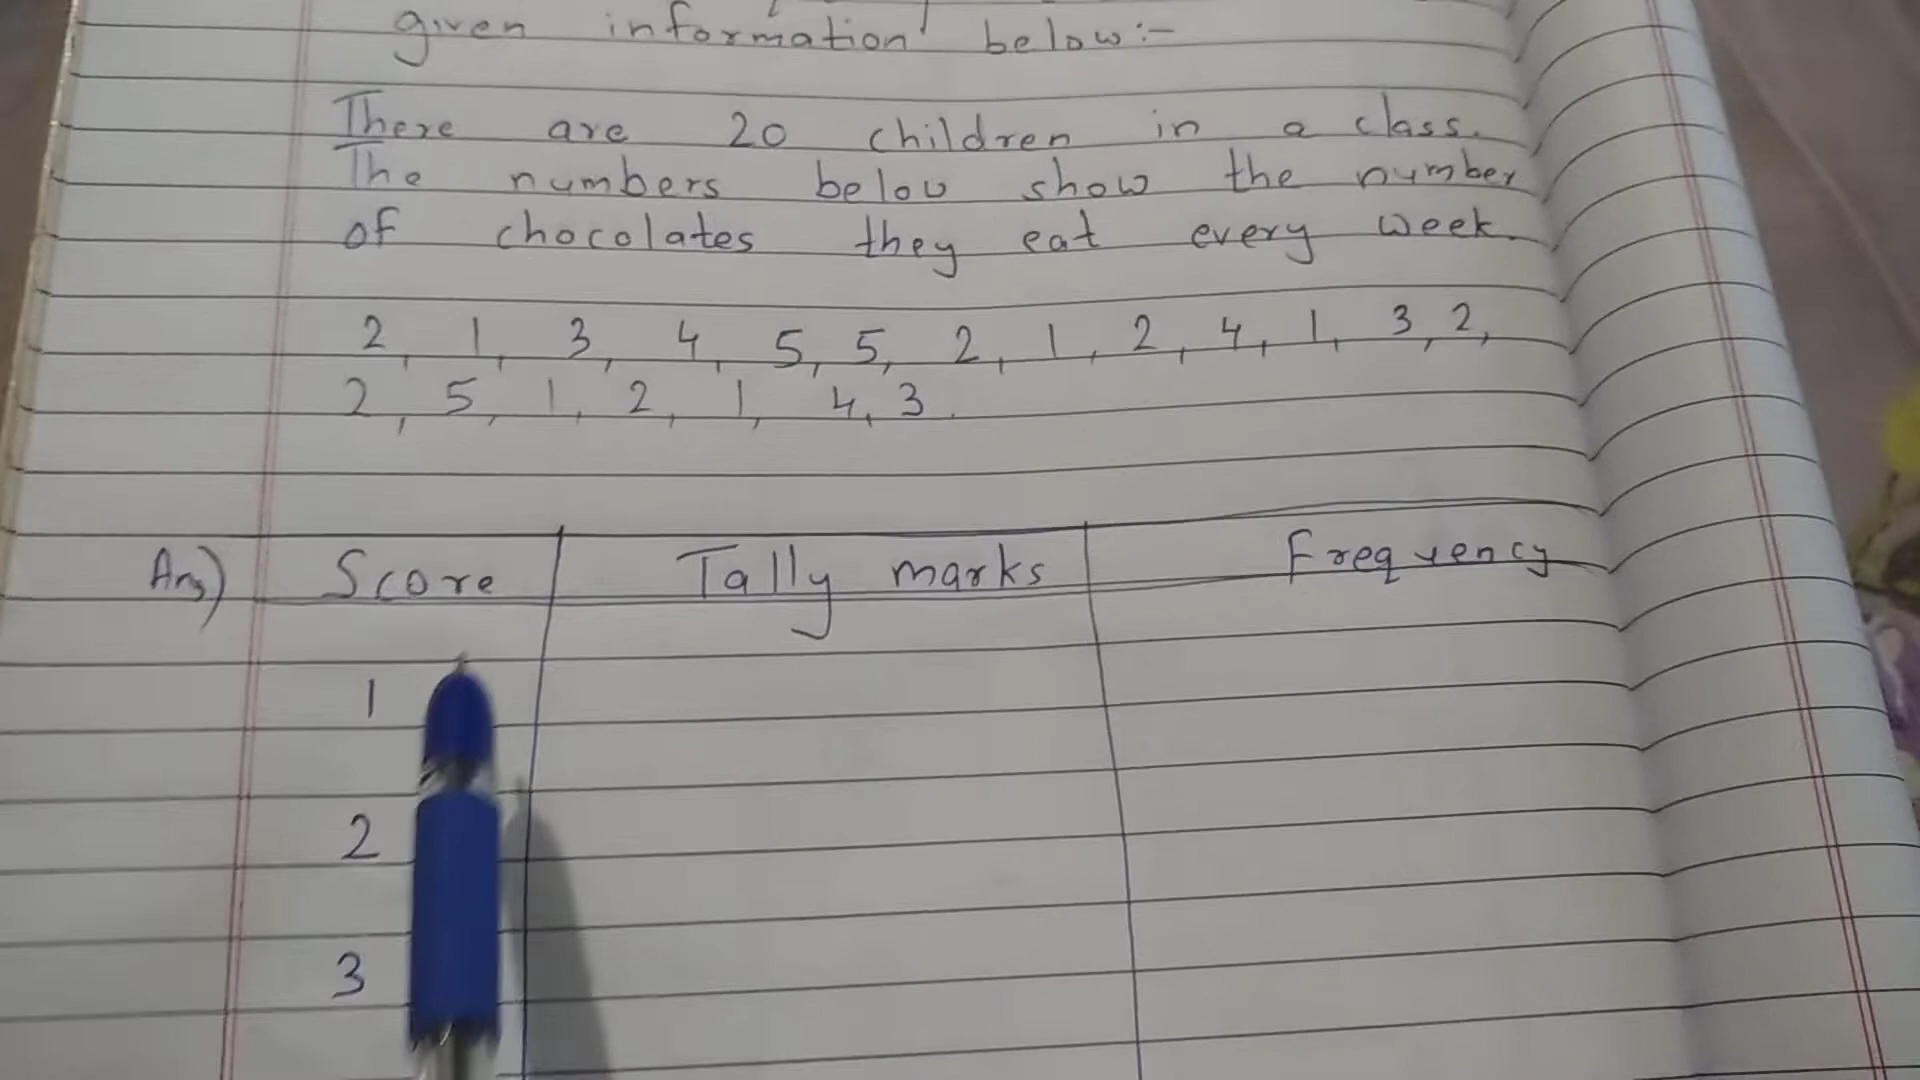 given information below:-
There are 20 children in a class.
The numbers below show the number
of chocolates they eat every week.
2, 1, 3, 4, 5, 5, 2, 1, 2, 4, 1, 3, 2,
2, 5, 1, 2, 1, 4, 3.
Ans) Score Tally marks Frequency
1
2
3